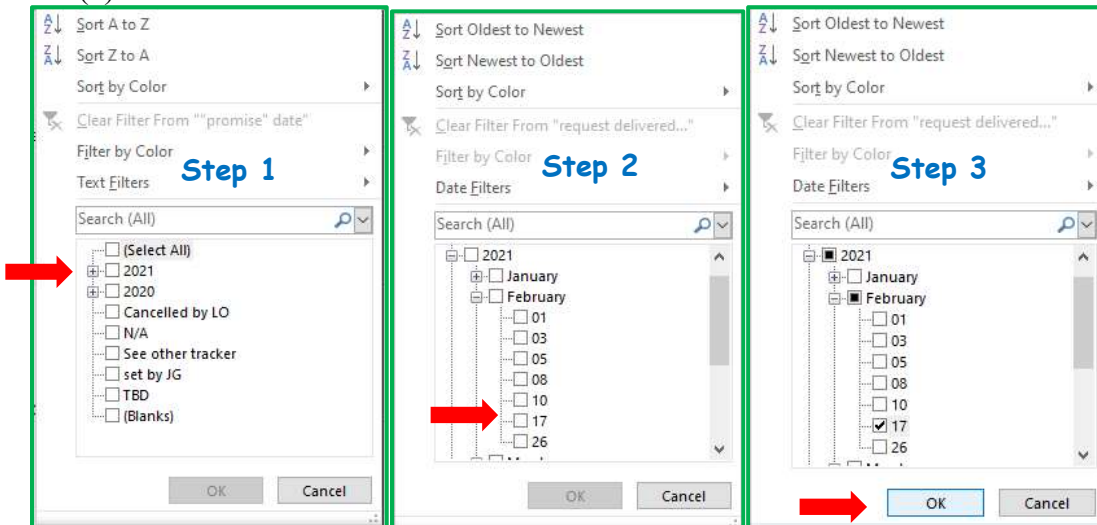 Sort A to Z
Sort Z to A
Sort by Color
Clear Filter From ""promise" date"
Filter by Color
Text Filters
Step 1
Search (All)
(Select All)
2021
2020
Cancelled by LO
N/A
See other tracker
set by JG
TBD
(Blanks)
OK
Cancel
Sort Oldest to Newest
Sort Newest to Oldest
Sort by Color
Clear Filter From "request delivered..."
Filter by Color
Step 2
Date Filters
Search (All)
2021
January
February
01
03
05
08
10
17
26
OK
Cancel
Sort Oldest to Newest
Sort Newest to Oldest
Sort by Color
Clear Filter From "request delivered..."
Filter by Color
Step 3
Date Filters
Search (All)
2021
January
February
01
03
05
08
10
17
26
OK
Cancel